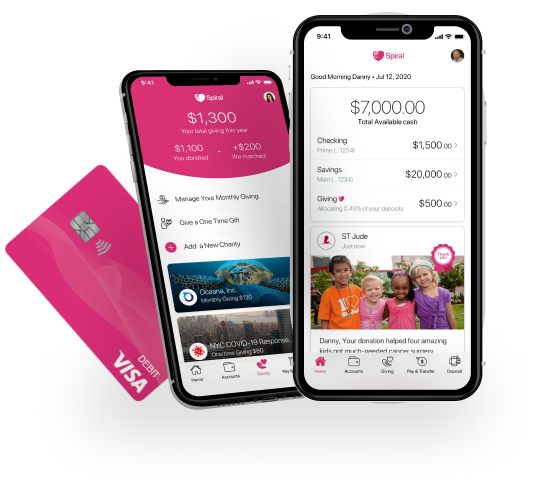 VISA
DEBIT
9:41
Spiral
$1,300
Your total giving this year
$1,100
You donated
+$200
We matched
Manage Your Monthly Giving
Give a One Time Gift
Add a New Charity
Oceana, Inc.
Monthly Giving $120
NYC COVID-19 Response...
One Time Giving $80
Home
Accounts
Giving
Pay &
9:41
Spiral
Good Morning Danny • Jul 12, 2020
$7,000.00
Total Available cash
Checking
Prime (...1234)
$1,500.00 >
Savings
Main (...1234)
$20,000.00 >
Giving
Allocating 0.45% of your deposits
$500.00 >
ST Jude
Just now
Thank you
Danny, Your donation helped four amazing
kids got much-needed cancer surgery
Home
Accounts
Giving
Pay & Transfer
Deposit